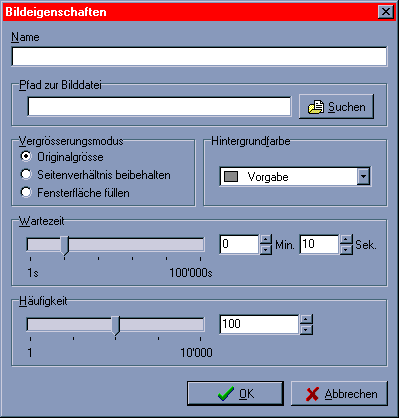 Bildeigenschaften
Name
Pfad zur Bilddatei
Suchen
Vergrösserungsmodus
Originalgrösse
Seitenverhältnis beibehalten
Fensterfläche füllen
Hintergrundfarbe
Vorgabe
Wartezeit
0 Min. 10 Sek.
1s 100'000s
Häufigkeit
100
1 10'000
OK Abbrechen